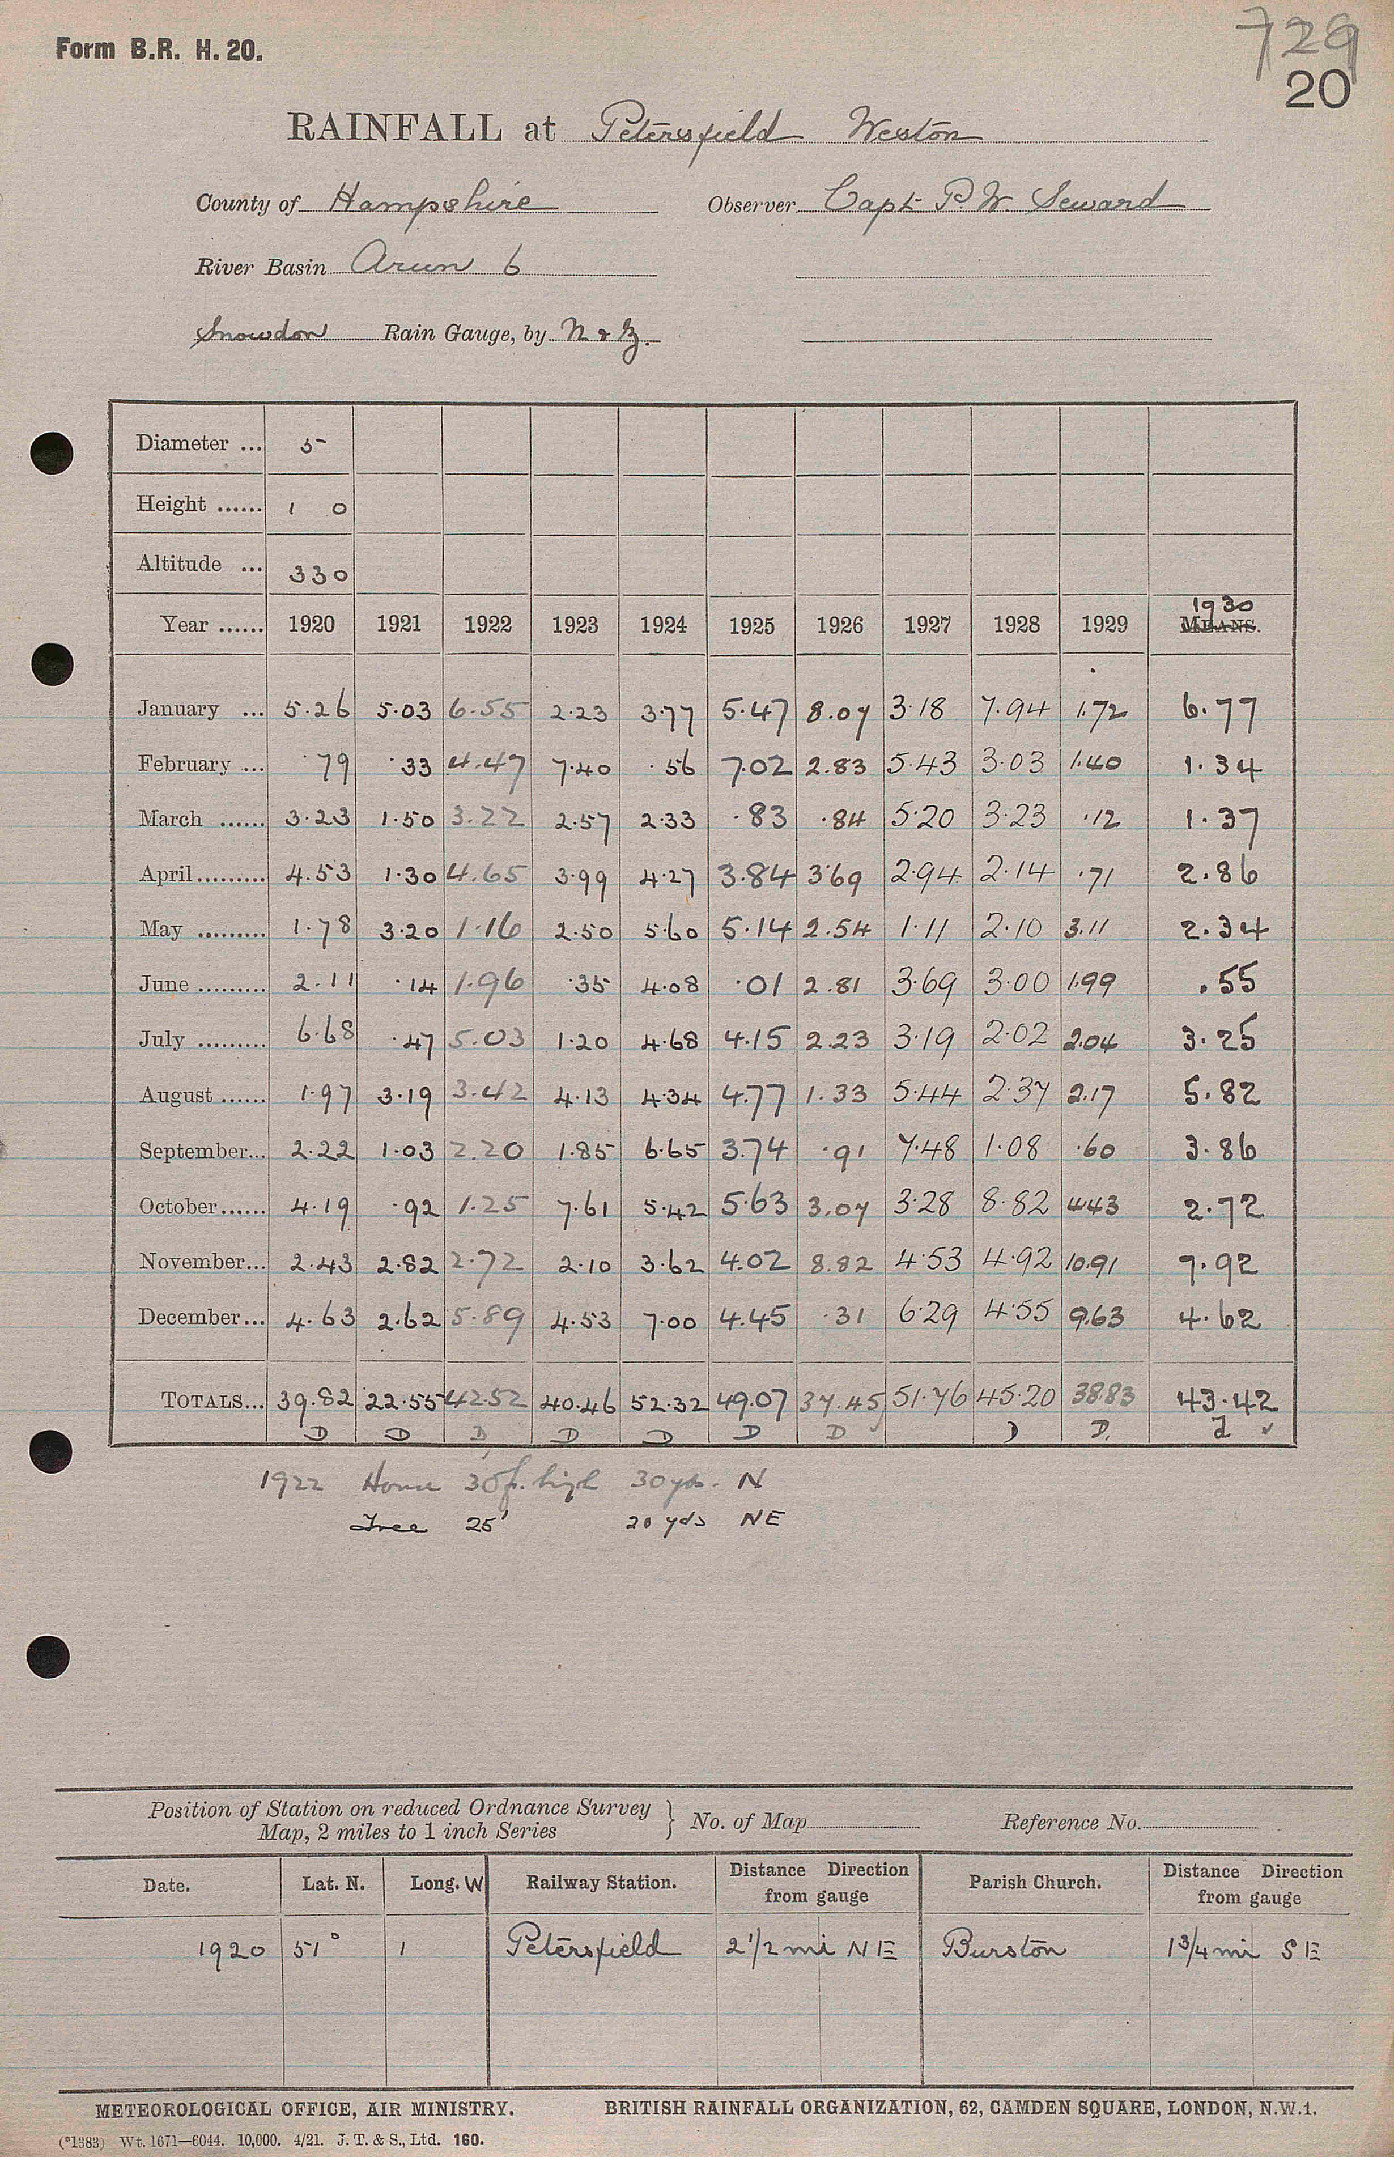 Form B.R. H. 20.
729
20
RAINFALL at Petersfield Weston
County of Hampshire Observer Capt P. W. Seward
River Basin Arun 6
Snowdon Rain Gauge, by N & Z.
Diameter ... 5
Height ...... 1 0
Altitude ... 330
Year ...... 1920 1921 1922 1923 1924 1925 1926 1927 1928 1929 1930 MEANS.
January ... 5.26 5.03 6.55 2.23 3.77 5.47 8.07 3.18 7.94 1.72 6.77
February ... .79 .33 4.47 7.40 .56 7.02 2.83 5.43 3.03 1.40 1.34
March ...... 3.23 1.50 3.22 2.57 2.33 .83 .84 5.20 3.23 .12 1.37
April ......... 4.53 1.30 4.65 3.99 4.27 3.84 3.69 2.94 2.14 .71 2.86
May ......... 1.78 3.20 1.16 2.50 5.60 5.14 2.54 1.11 2.10 3.11 2.34
June ......... 2.11 .14 1.96 .35 4.08 .01 2.81 3.69 3.00 1.99 .55
July ......... 6.68 .47 5.03 1.20 4.68 4.15 2.23 3.19 2.02 2.04 3.25
August ...... 1.97 3.19 3.42 4.13 4.34 4.77 1.33 5.44 2.37 2.17 5.82
September... 2.22 1.03 2.20 1.85 6.65 3.74 .91 7.48 1.08 .60 3.86
October ...... 4.19 .92 1.25 7.61 5.42 5.63 3.07 3.28 8.82 4.43 2.72
November... 2.43 2.82 2.72 2.10 3.62 4.02 8.82 4.53 4.92 10.91 7.92
December... 4.63 2.62 5.89 4.53 7.00 4.45 .31 6.29 4.55 9.63 4.62
TOTALS... 39.82 22.55 42.52 40.46 52.32 49.07 37.45 51.76 45.20 38.83 43.42
D D D D D D D D D.
1922 House 30ft. high 30yds. N
Tree 25' 20 yds NE
Position of Station on reduced Ordnance Survey
Map, 2 miles to 1 inch Series } No. of Map Reference No.
Date. Lat. N. Long. W Railway Station. Distance Direction from gauge Parish Church. Distance Direction from gauge
1920 51° 1 Petersfield 2 1/2 mi NE Burston 1 3/4 mi SE
METEOROLOGICAL OFFICE, AIR MINISTRY. BRITISH RAINFALL ORGANIZATION, 62, CAMDEN SQUARE, LONDON, N.W.1.
(*1383) Wt. 1671—6044. 10,000. 4/21. J. T. & S., Ltd. 160.